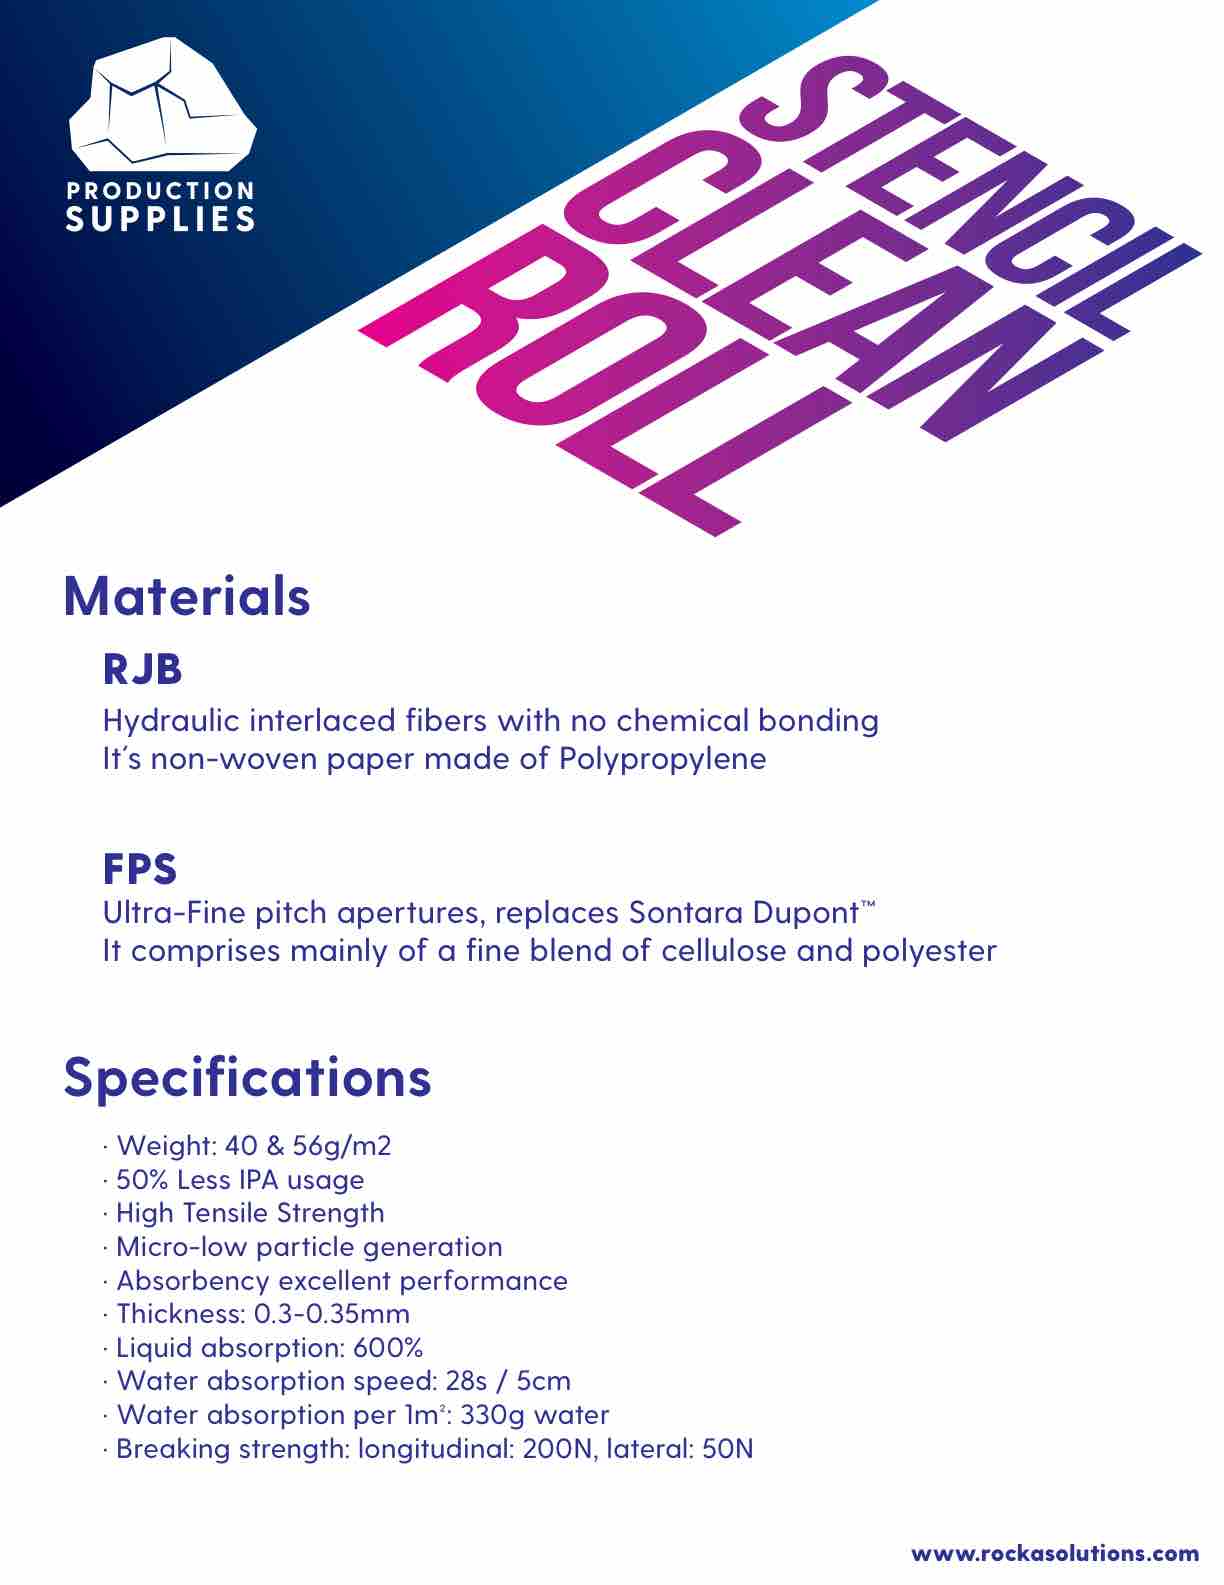 PRODUCTION
SUPPLIES
STENCIL
CLEAN
ROLL
Materials
RJB
Hydraulic interlaced fibers with no chemical bonding
It´s non-woven paper made of Polypropylene
FPS
Ultra-Fine pitch apertures, replaces Sontara Dupont™
It comprises mainly of a fine blend of cellulose and polyester
Specifications
· Weight: 40 & 56g/m2
· 50% Less IPA usage
· High Tensile Strength
· Micro-low particle generation
· Absorbency excellent performance
· Thickness: 0.3-0.35mm
· Liquid absorption: 600%
· Water absorption speed: 28s / 5cm
· Water absorption per 1m²: 330g water
· Breaking strength: longitudinal: 200N, lateral: 50N
www.rockasolutions.com